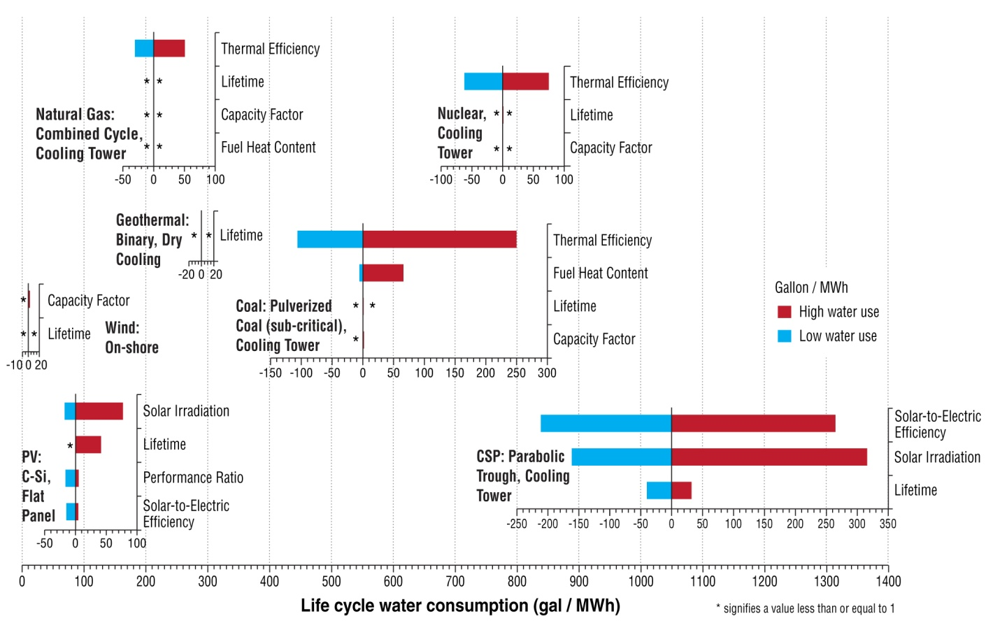 Thermal Efficiency
* * Lifetime
Natural Gas:
Combined Cycle,
Cooling Tower
* * Capacity Factor
* * Fuel Heat Content
-50 0 50 100
Thermal Efficiency
Nuclear,
Cooling
Tower
* * Lifetime
* * Capacity Factor
-100 -50 0 50 100
Geothermal:
Binary, Dry
Cooling
* * Lifetime
-20 0 20
Thermal Efficiency
Fuel Heat Content
Coal: Pulverized
Coal (sub-critical),
Cooling Tower
* * Lifetime
* Capacity Factor
-150 -100 -50 0 50 100 150 200 250 300
Gallon / MWh
High water use
Low water use
* Capacity Factor
* * Lifetime
Wind:
On-shore
-10 0 20
Solar Irradiation
* Lifetime
PV:
C-Si,
Flat
Panel
Performance Ratio
Solar-to-Electric
Efficiency
-50 0 50 100
Solar-to-Electric
Efficiency
CSP: Parabolic
Trough, Cooling
Tower
Solar Irradiation
Lifetime
-250 -200 -150 -100 -50 0 50 100 150 200 250 300 350
0 100 200 300 400 500 600 700 800 900 1000 1100 1200 1300 1400
Life cycle water consumption (gal / MWh)
* signifies a value less than or equal to 1